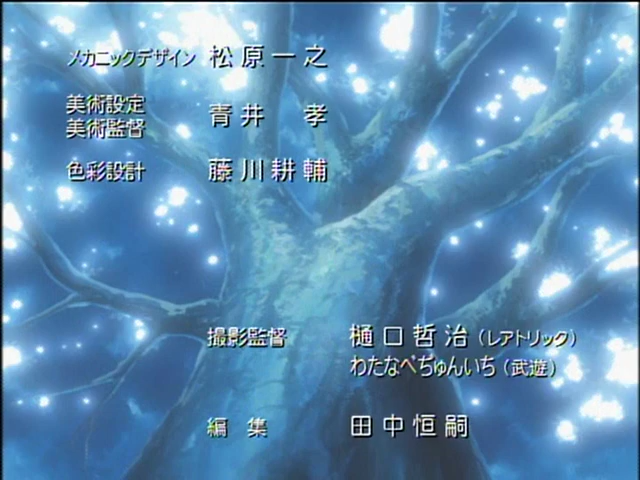 メカニックデザイン 松原一之
美術設定
美術監督 青井 孝
色彩設計 藤川耕輔
撮影監督 樋口哲治(レアトリック)
わたなべぢゅんいち(武遊)
編集 田中恒嗣